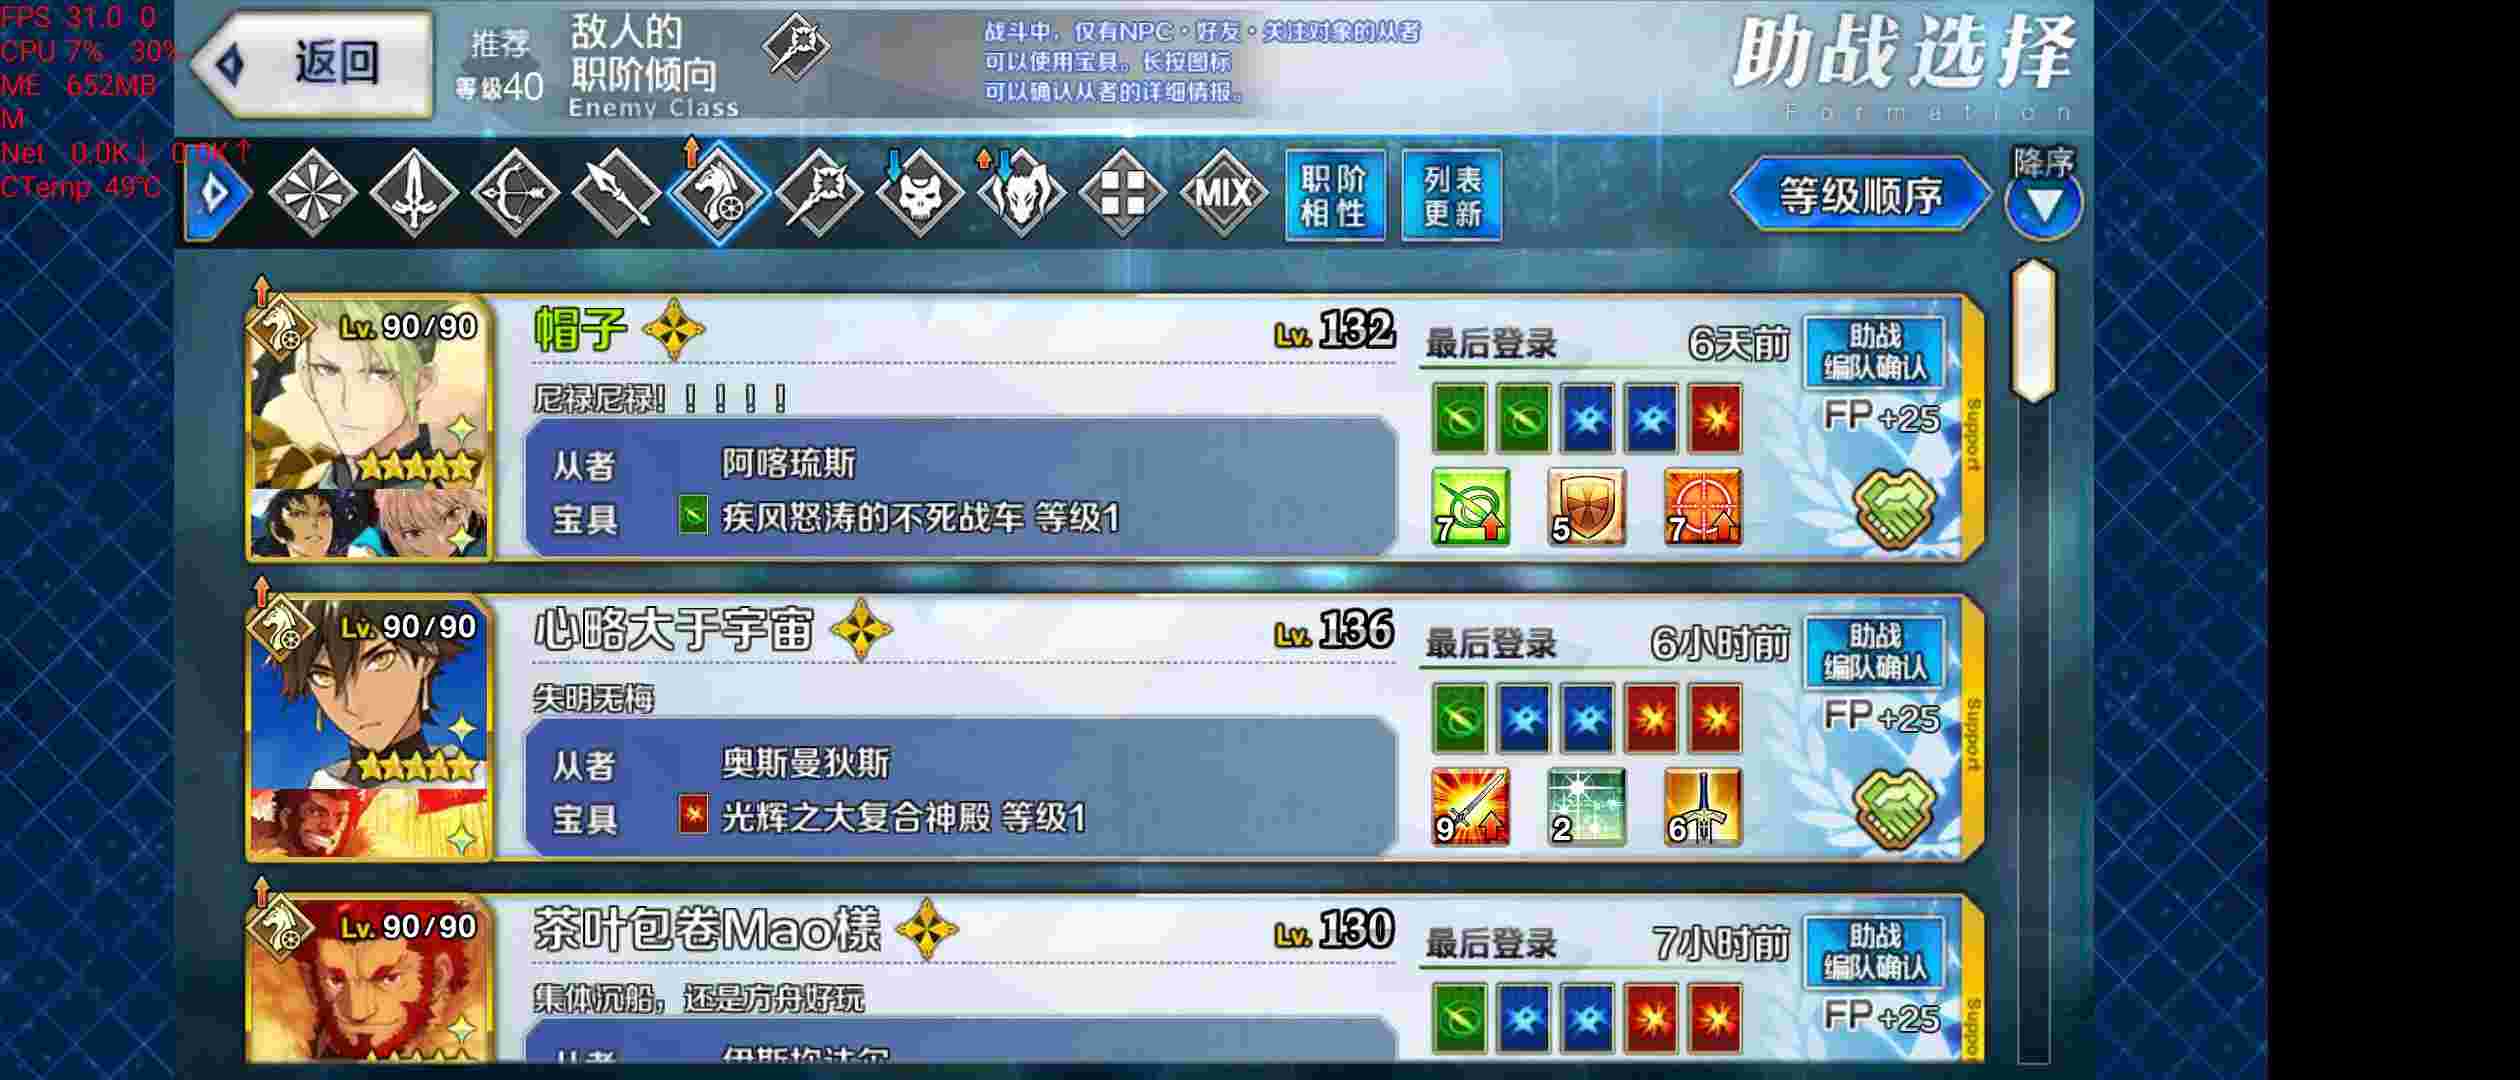 FPS 31.0 0
CPU 7% 30%
ME 652MB
M
Net 0.0K↓ 0.0K↑
CTemp 49℃
返回
推荐
等级40
敌人的
职阶倾向
Enemy Class
战斗中，仅有NPC·好友·关注对象的从者
可以使用宝具。长按图标
可以确认从者的详细情报。
助战选择
Formation
MIX
职阶
相性
列表
更新
等级顺序
降序
Lv. 90/90
帽子
Lv. 132
最后登录
6天前
助战
编队确认
尼禄尼禄！！！！！
FP +25
从者
阿喀琉斯
宝具
疾风怒涛的不死战车 等级1
7
5
7
Support
Lv. 90/90
心略大于宇宙
Lv. 136
最后登录
6小时前
助战
编队确认
失明无梅
FP +25
从者
奥斯曼狄斯
宝具
光辉之大复合神殿 等级1
9
2
6
Support
Lv. 90/90
茶叶包卷Mao様
Lv. 130
最后登录
7小时前
助战
编队确认
集体沉船，还是方舟好玩
FP +25
从者
伊斯坎达尔
Suppo